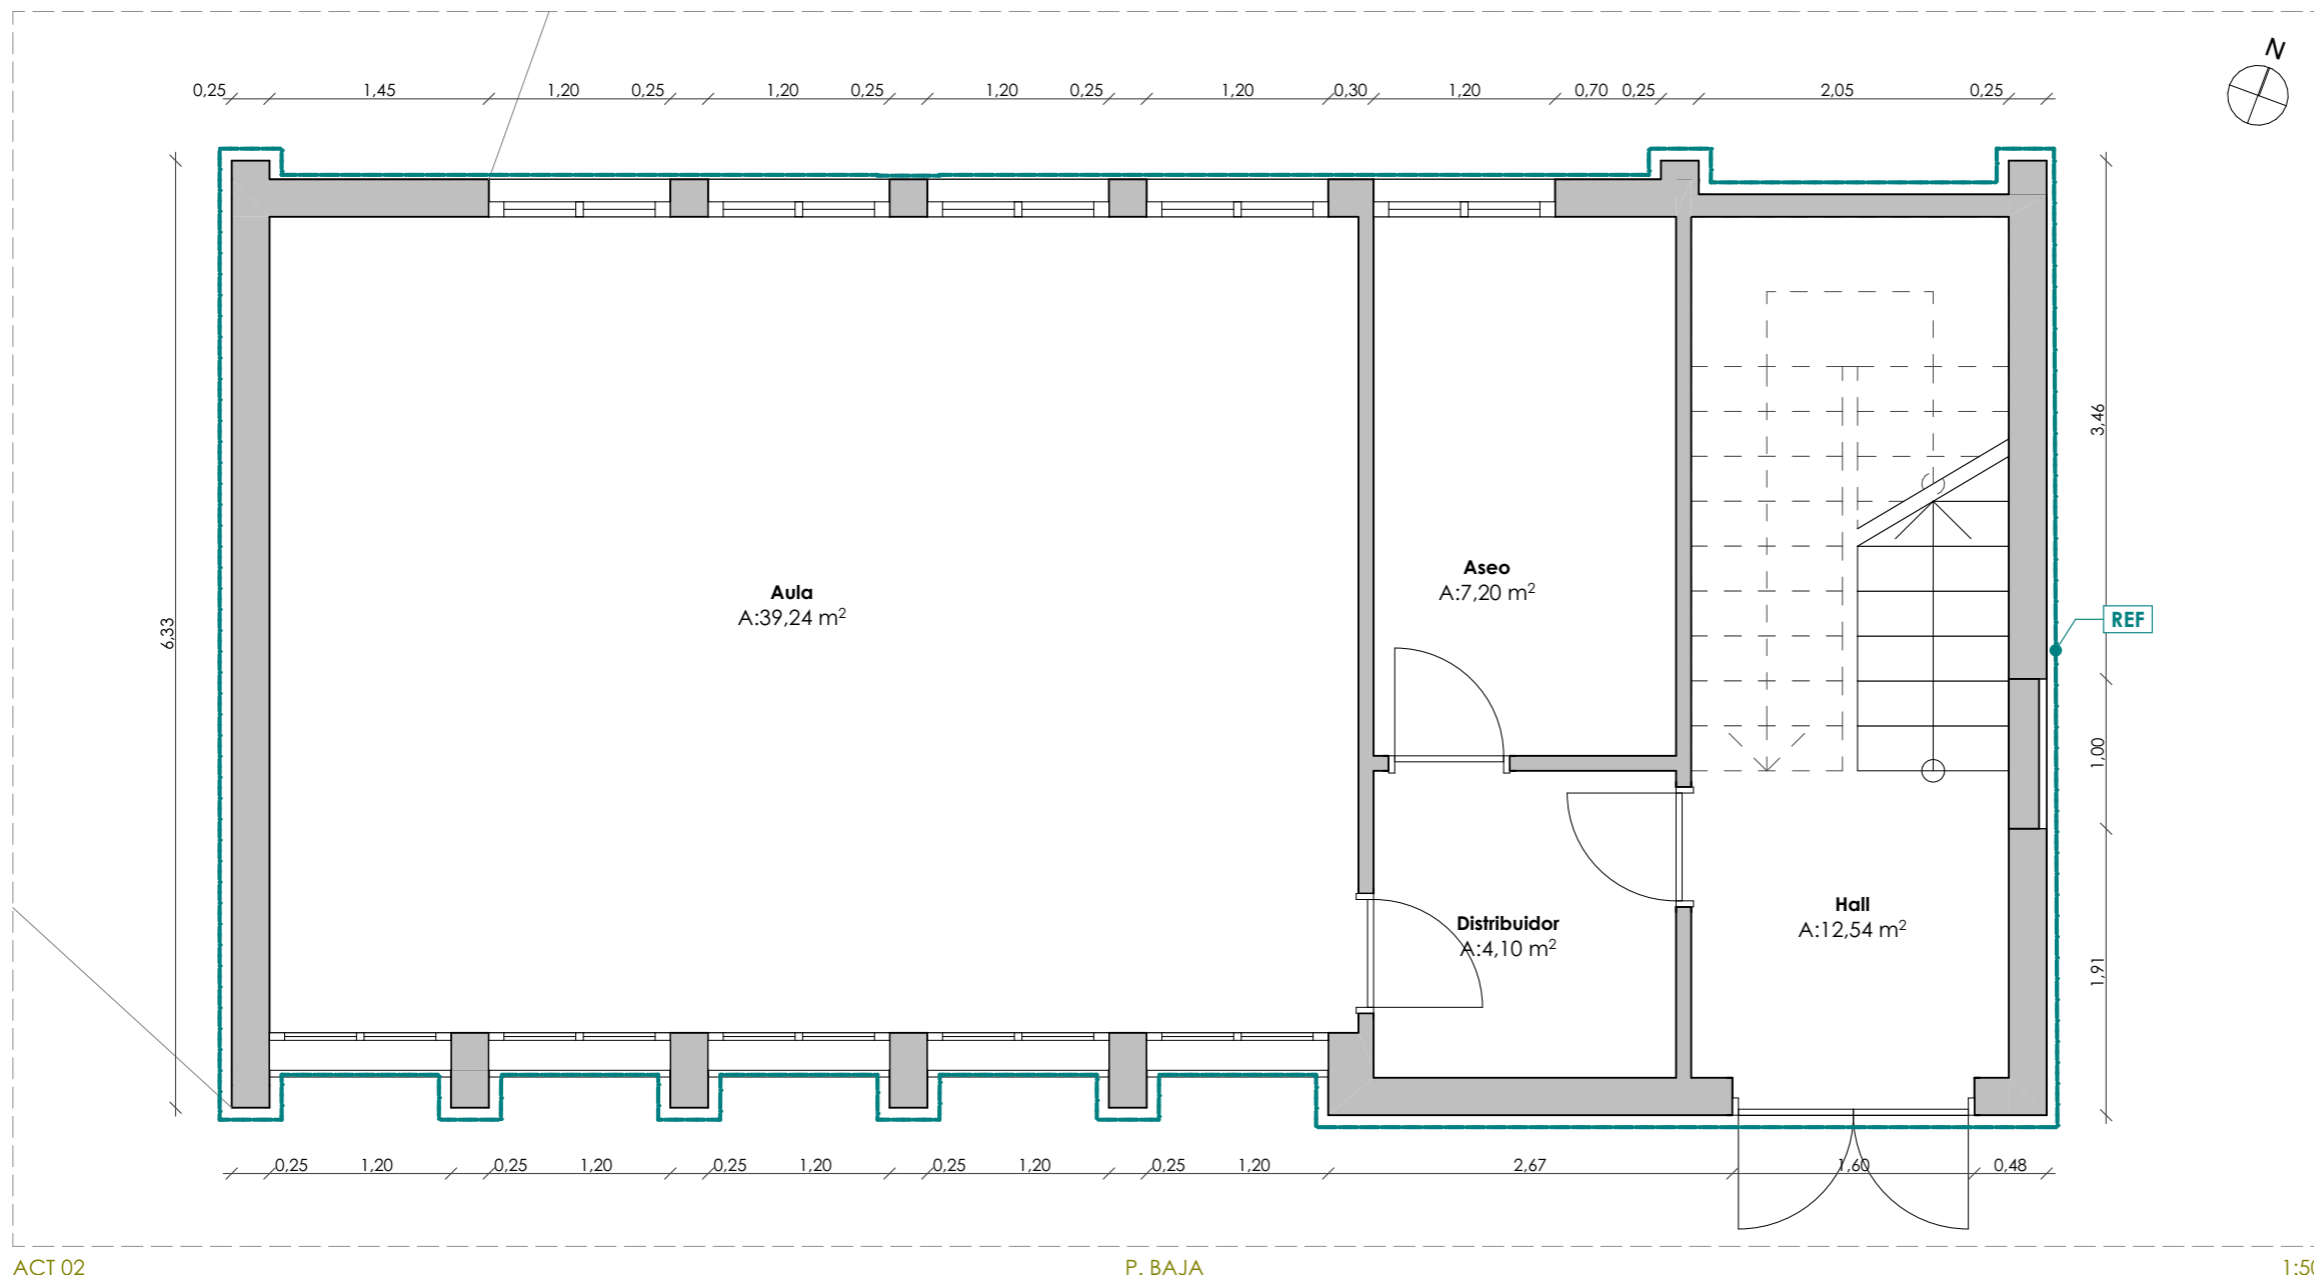 N
0,25 1,45 1,20 0,25 1,20 0,25 1,20 0,25 1,20 0,30 1,20 0,70 0,25 2,05 0,25
3,46
Aseo
A:7,20 m²
Aula
A:39,24 m²
REF
6,33
1,00
Hall
A:12,54 m²
Distribuidor
A:4,10 m²
1,91
0,25 1,20 0,25 1,20 0,25 1,20 0,25 1,20 0,25 1,20 2,67 1,60 0,48
ACT 02 P. BAJA 1:50